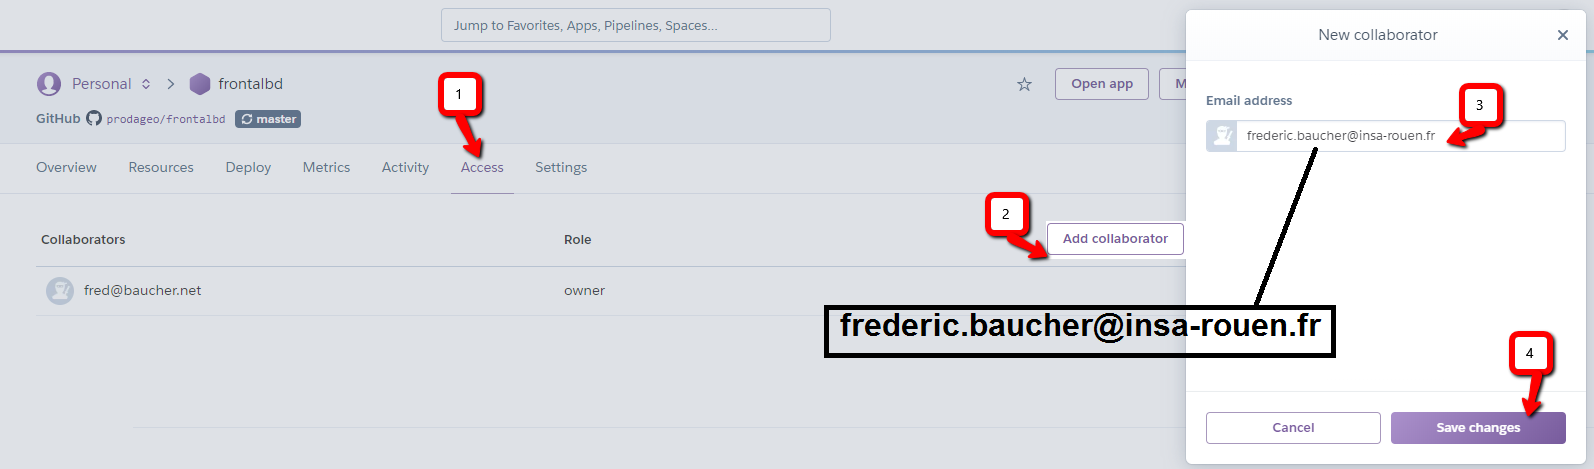 Jump to Favorites, Apps, Pipelines, Spaces...
New collaborator
Personal > frontalbd
Open app
M
GitHub prodageo/frontalbd master
1
Overview Resources Deploy Metrics Activity Access Settings
Email address
3
frederic.baucher@insa-rouen.fr
2
Collaborators Role Add collaborator
fred@baucher.net owner
frederic.baucher@insa-rouen.fr
4
Cancel Save changes